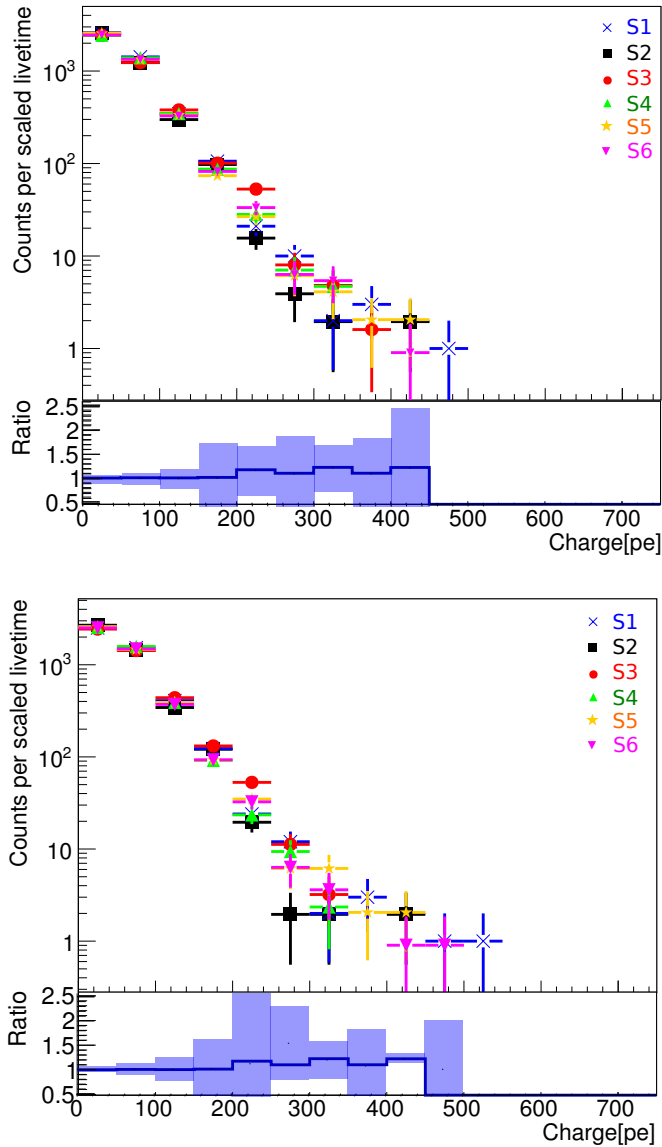 Counts per scaled livetime
10³
10²
10
1
S1
S2
S3
S4
S5
S6
Ratio
2.5
2
1.5
1
0.5
0 100 200 300 400 500 600 700
Charge[pe]
Counts per scaled livetime
10³
10²
10
1
S1
S2
S3
S4
S5
S6
Ratio
2.5
2
1.5
1
0.5
0 100 200 300 400 500 600 700
Charge[pe]